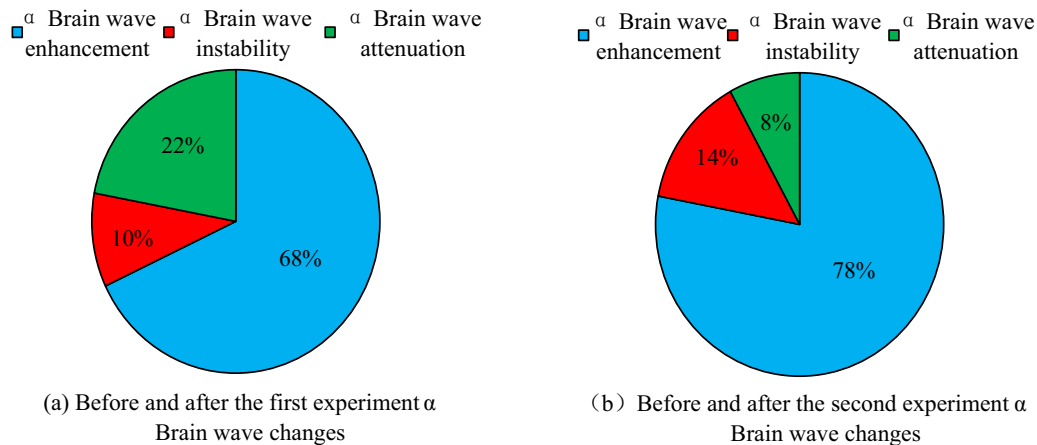 α Brain wave enhancement
α Brain wave instability
α Brain wave attenuation
22%
10%
68%
(a) Before and after the first experiment α
Brain wave changes
α Brain wave enhancement
α Brain wave instability
α Brain wave attenuation
8%
14%
78%
（b）Before and after the second experiment α
Brain wave changes